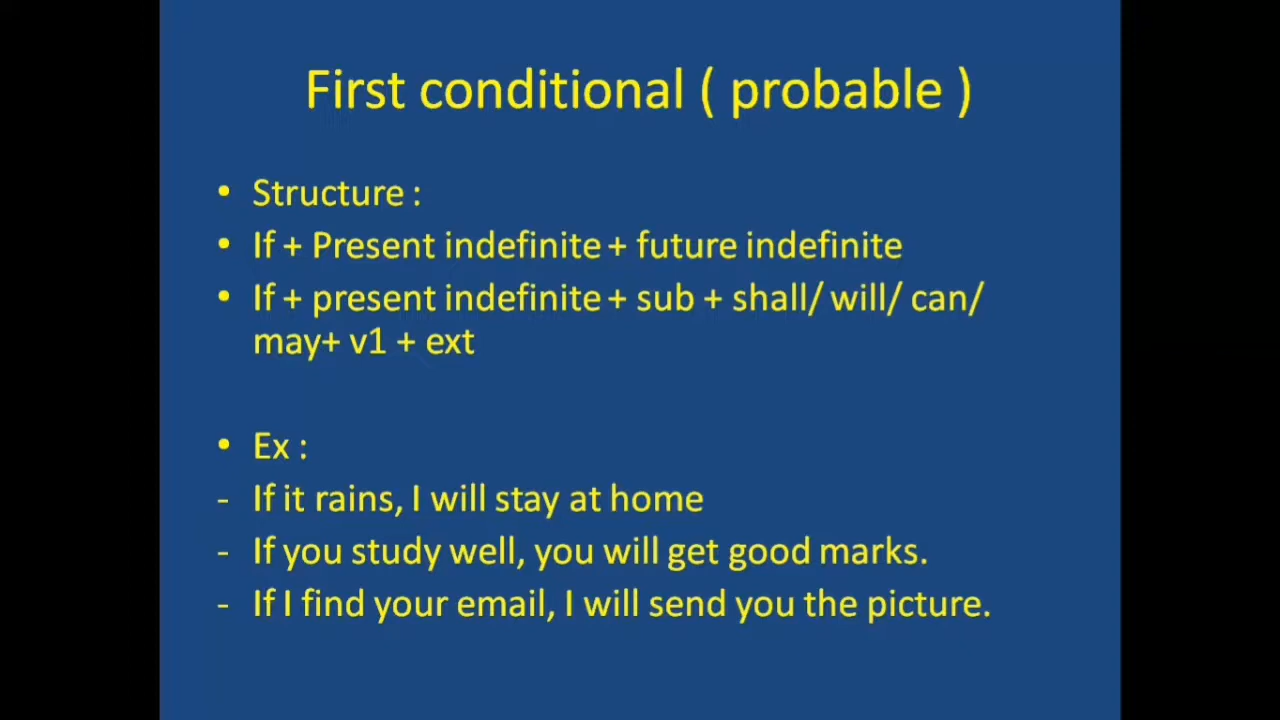 First conditional ( probable )
• Structure :
• If + Present indefinite + future indefinite
• If + present indefinite + sub + shall/ will/ can/
may+ v1 + ext
• Ex :
- If it rains, I will stay at home
- If you study well, you will get good marks.
- If I find your email, I will send you the picture.